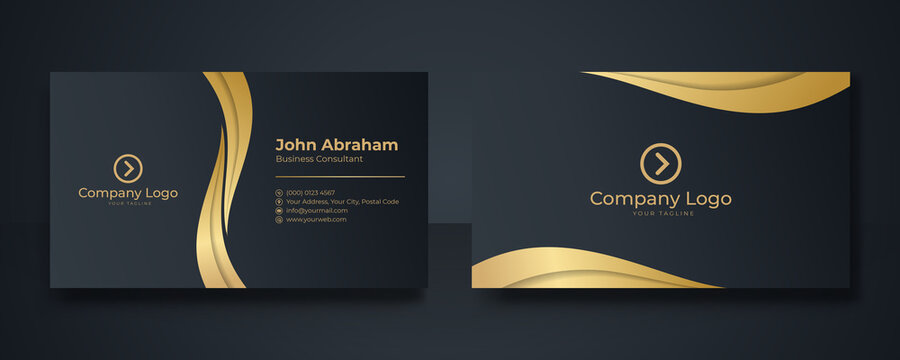 Company Logo
YOUR TAGLINE
John Abraham
Business Consultant
(000) 0123 4567
Your Address, Your City, Postal Code
info@yourmail.com
www.yourweb.com
Company Logo
YOUR TAGLINE